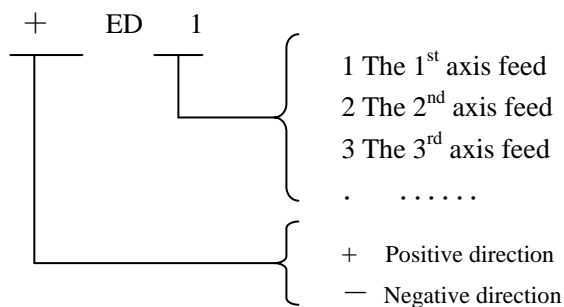 + ED 1
1 The 1st axis feed
2 The 2nd axis feed
3 The 3rd axis feed
. ......
+ Positive direction
— Negative direction